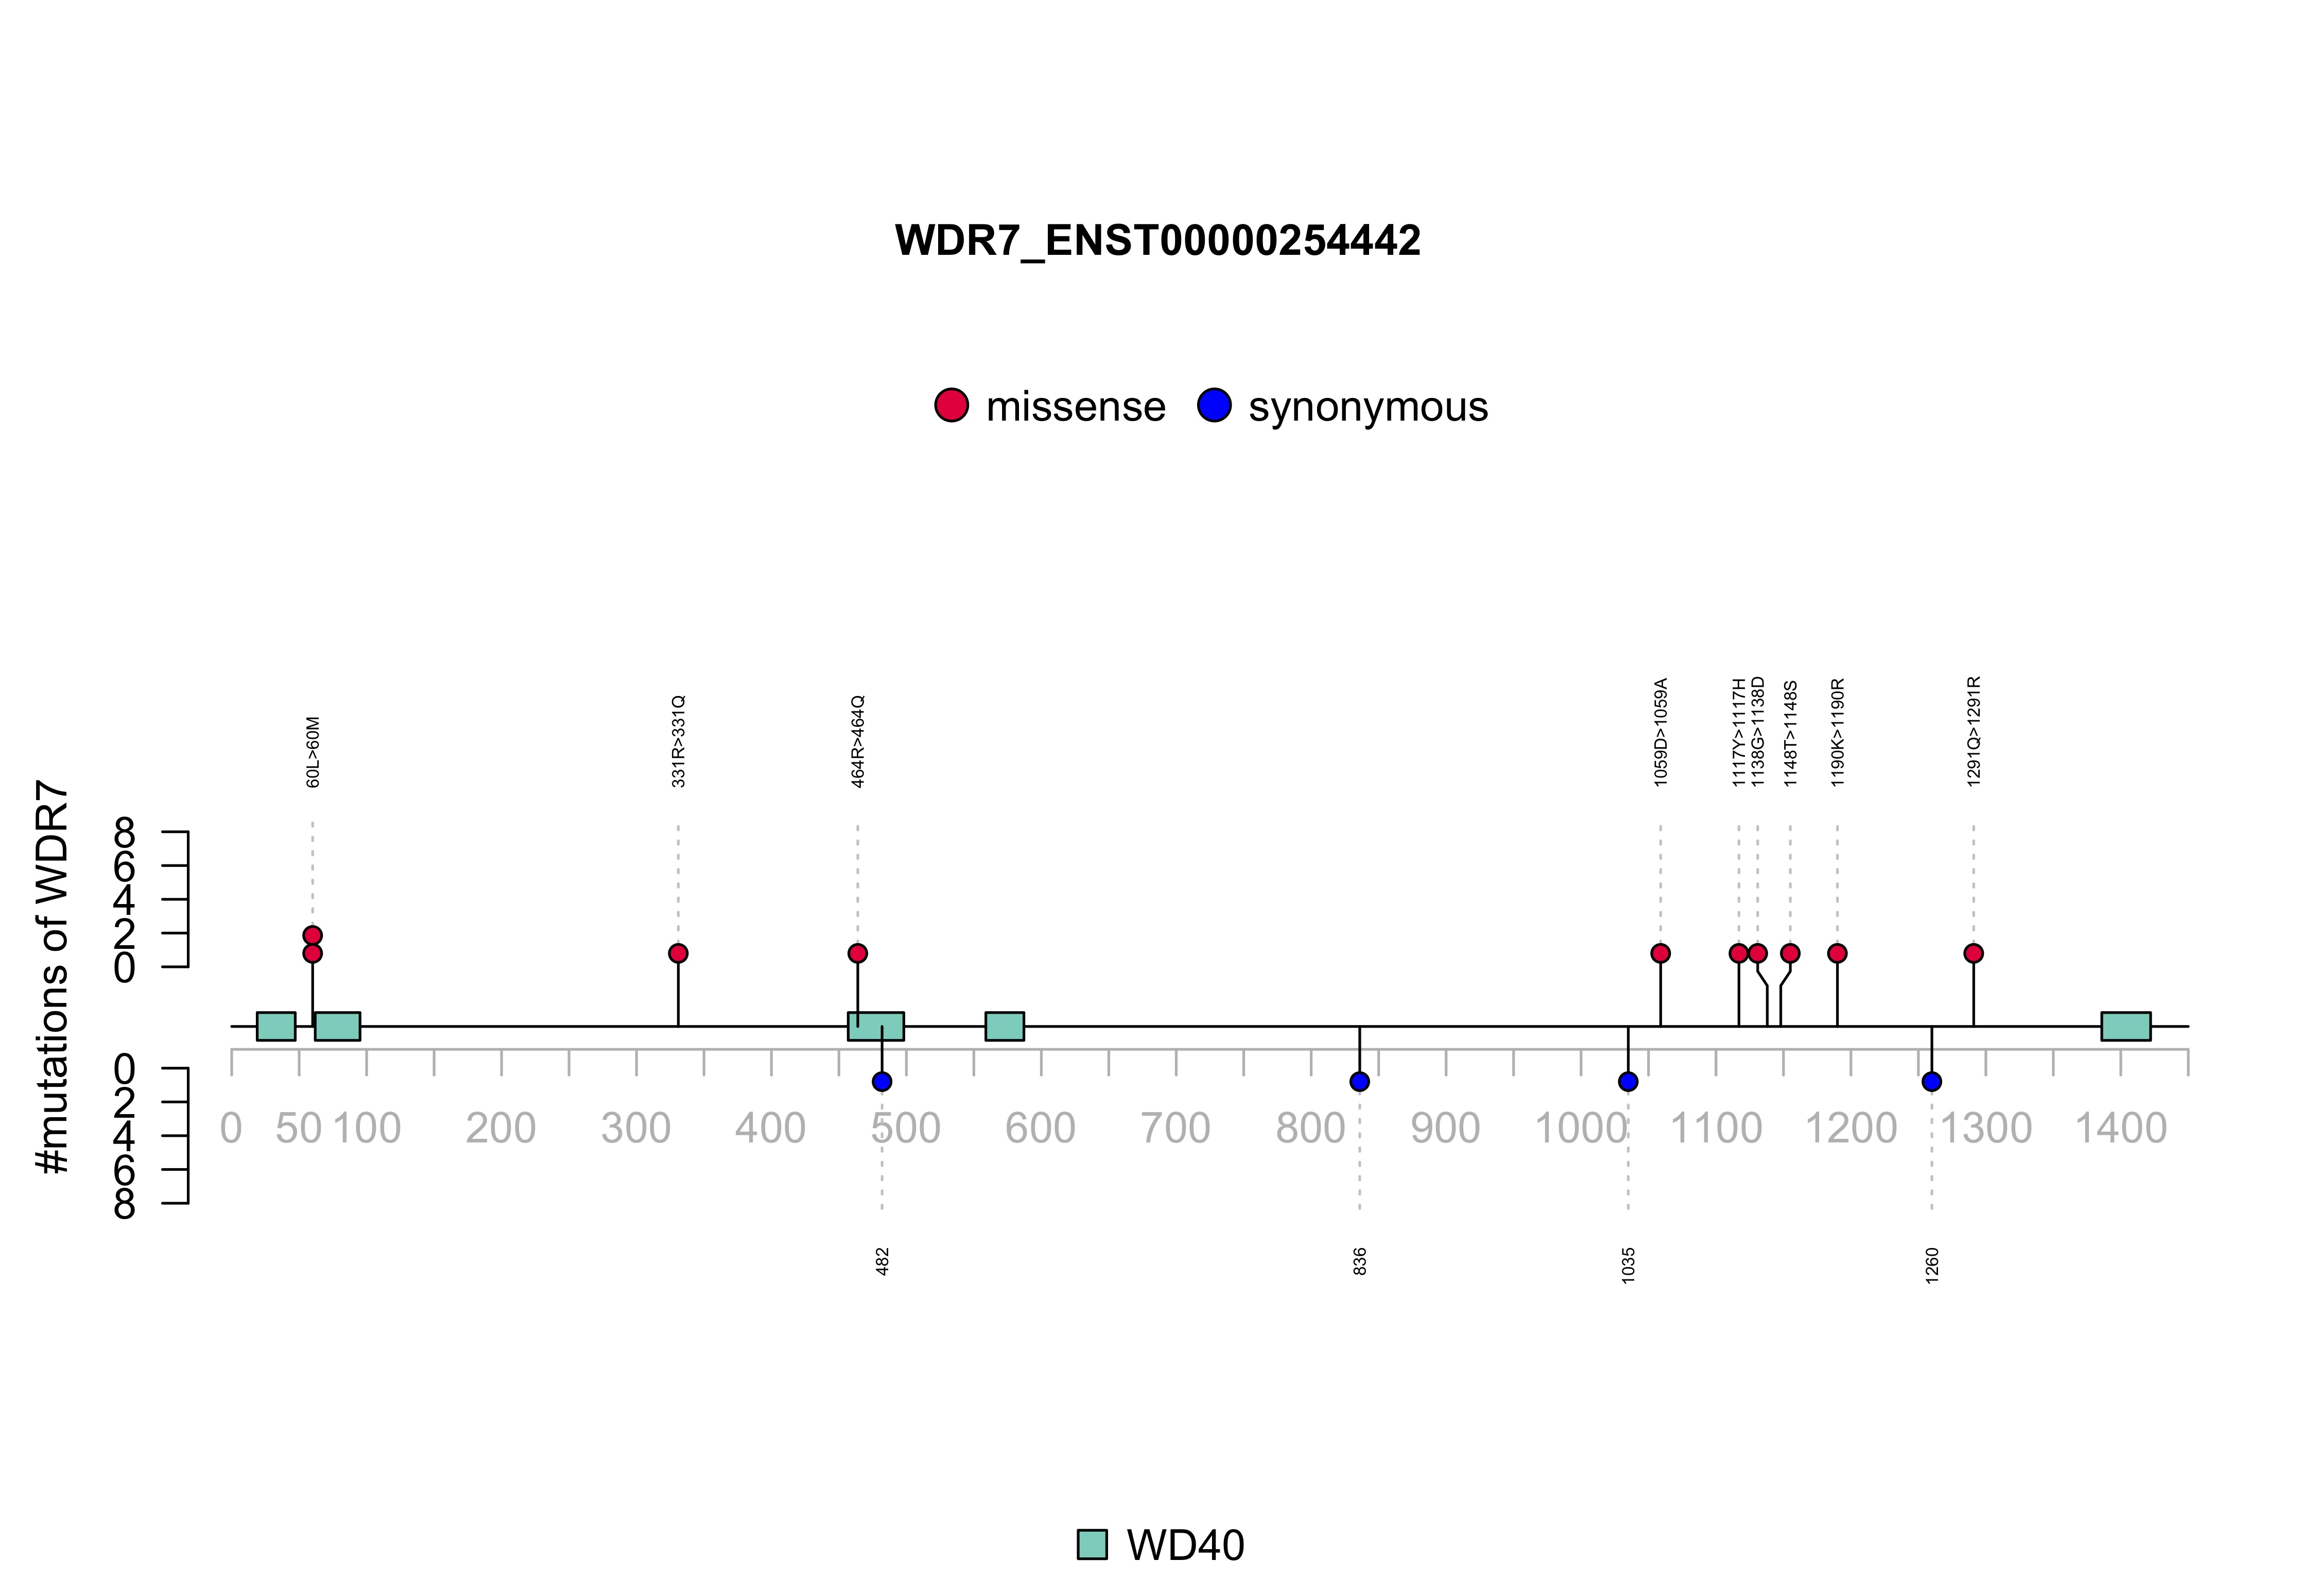 WDR7_ENST00000254442
missense synonymous
60L>60M
331R>331Q
464R>464Q
1059D>1059A
1117Y>1117H
1138G>1138D
1148T>1148S
1190K>1190R
1291Q>1291R
#mutations of WDR7
8
6
4
2
0
0
2
4
6
8
0 50 100 200 300 400 500 600 700 800 900 1000 1100 1200 1300 1400
482
836
1035
1260
WD40